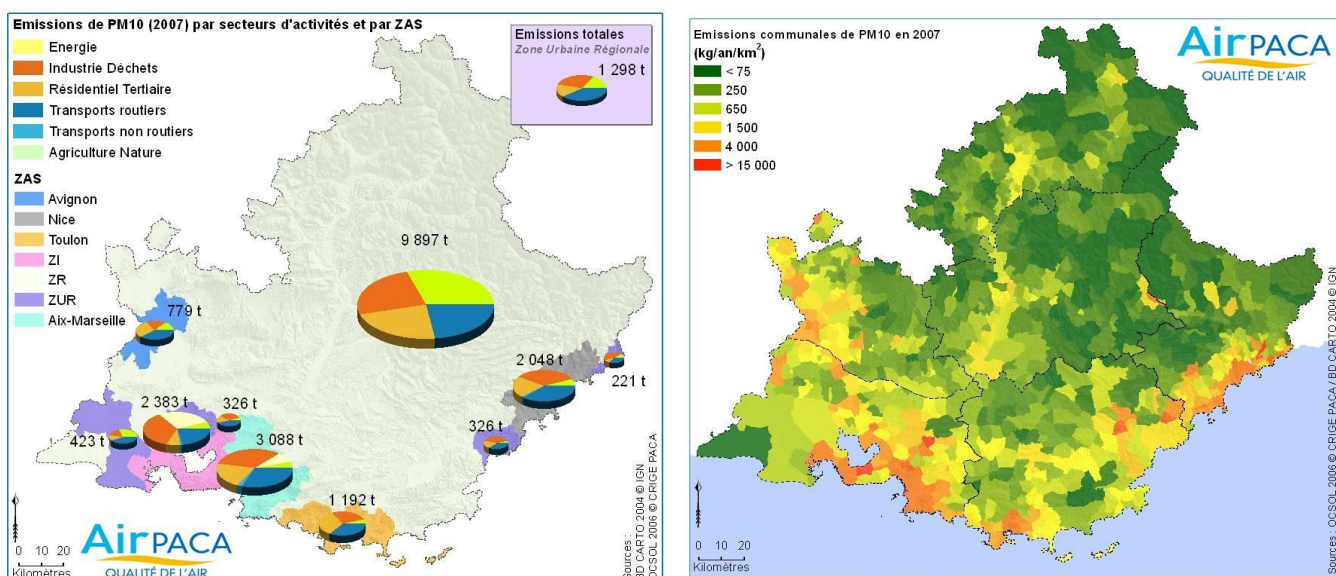 Emissions de PM10 (2007) par secteurs d'activités et par ZAS
Energie
Industrie Déchets
Résidentiel Tertiaire
Transports routiers
Transports non routiers
Agriculture Nature
ZAS
Avignon
Nice
Toulon
ZI
ZR
ZUR
Aix-Marseille
Emissions totales
Zone Urbaine Régionale
1 298 t
9 897 t
779 t
2 048 t
221 t
2 383 t
326 t
423 t
3 088 t
326 t
1 192 t
0 10 20
Kilomètres
AirPACA
QUALITÉ DE L'AIR
Sources :
BD CARTO 2004 © IGN
OCSOL 2006 © CRIGE PACA
Emissions communales de PM10 en 2007
(kg/an/km²)
< 75
250
650
1 500
4 000
> 15 000
AirPACA
QUALITÉ DE L'AIR
0 10 20
Kilomètres
Sources : OCSOL 2006 © CRIGE PACA / BD CARTO 2004 © IGN